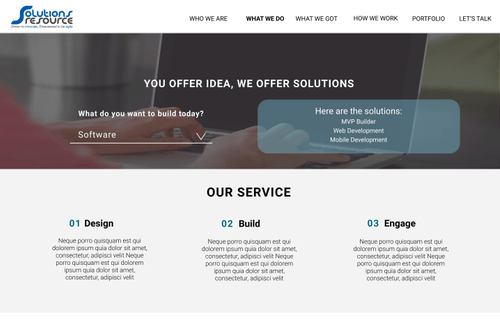 Solutions
resource
WHO WE ARE WHAT WE DO WHAT WE GOT HOW WE WORK PORTFOLIO LET'S TALK
YOU OFFER IDEA, WE OFFER SOLUTIONS
What do you want to build today?
Software
Here are the solutions:
MVP Builder
Web Development
Mobile Development
OUR SERVICE
01 Design
Neque porro quisquam est qui
dolorem ipsum quia dolor sit amet,
consectetur, adipisci velit Neque
porro quisquam est qui dolorem
ipsum quia dolor sit amet,
consectetur, adipisci velit
02 Build
Neque porro quisquam est qui
dolorem ipsum quia dolor sit amet,
consectetur, adipisci velit Neque
porro quisquam est qui dolorem
ipsum quia dolor sit amet,
consectetur, adipisci velit
03 Engage
Neque porro quisquam est qui
dolorem ipsum quia dolor sit amet,
consectetur, adipisci velit Neque
porro quisquam est qui dolorem
ipsum quia dolor sit amet,
consectetur, adipisci velit